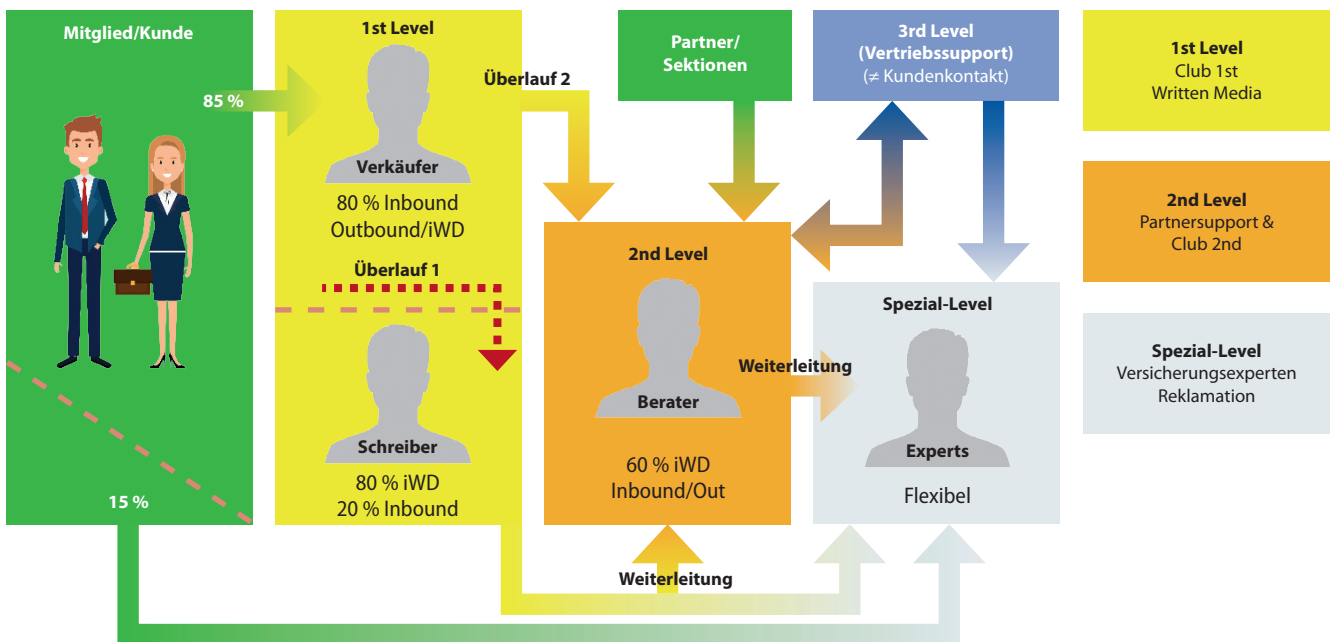 Mitglied/Kunde
85 %
15 %
1st Level
Verkäufer
80 % Inbound
Outbound/iWD
Überlauf 1
Schreiber
80 % iWD
20 % Inbound
Überlauf 2
Partner/
Sektionen
3rd Level
(Vertriebssupport)
(≠ Kundenkontakt)
2nd Level
Berater
60 % iWD
Inbound/Out
Weiterleitung
Weiterleitung
Spezial-Level
Experts
Flexibel
1st Level
Club 1st
Written Media
2nd Level
Partnersupport &
Club 2nd
Spezial-Level
Versicherungsexperten
Reklamation